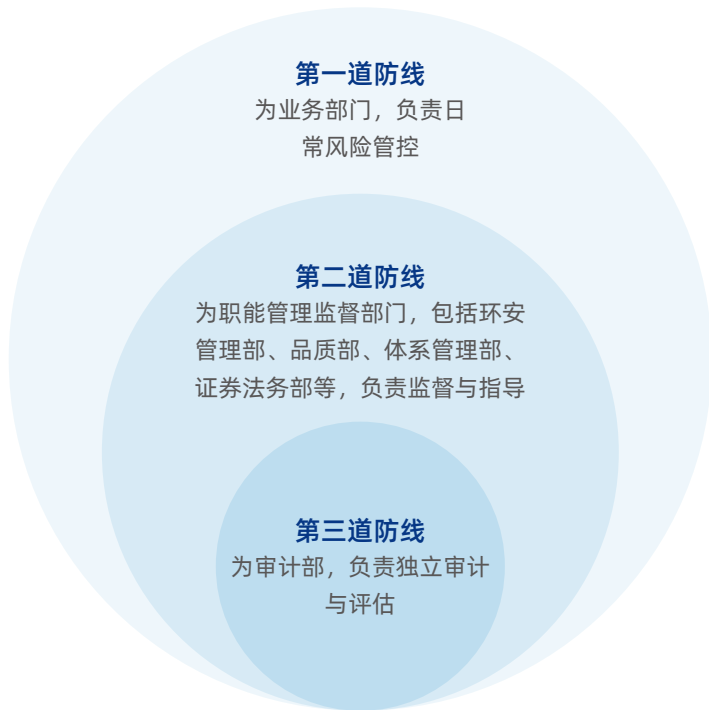 第一道防线
为业务部门，负责日
常风险管控
第二道防线
为职能管理监督部门，包括环安
管理部、品质部、体系管理部、
证券法务部等，负责监督与指导
第三道防线
为审计部，负责独立审计
与评估